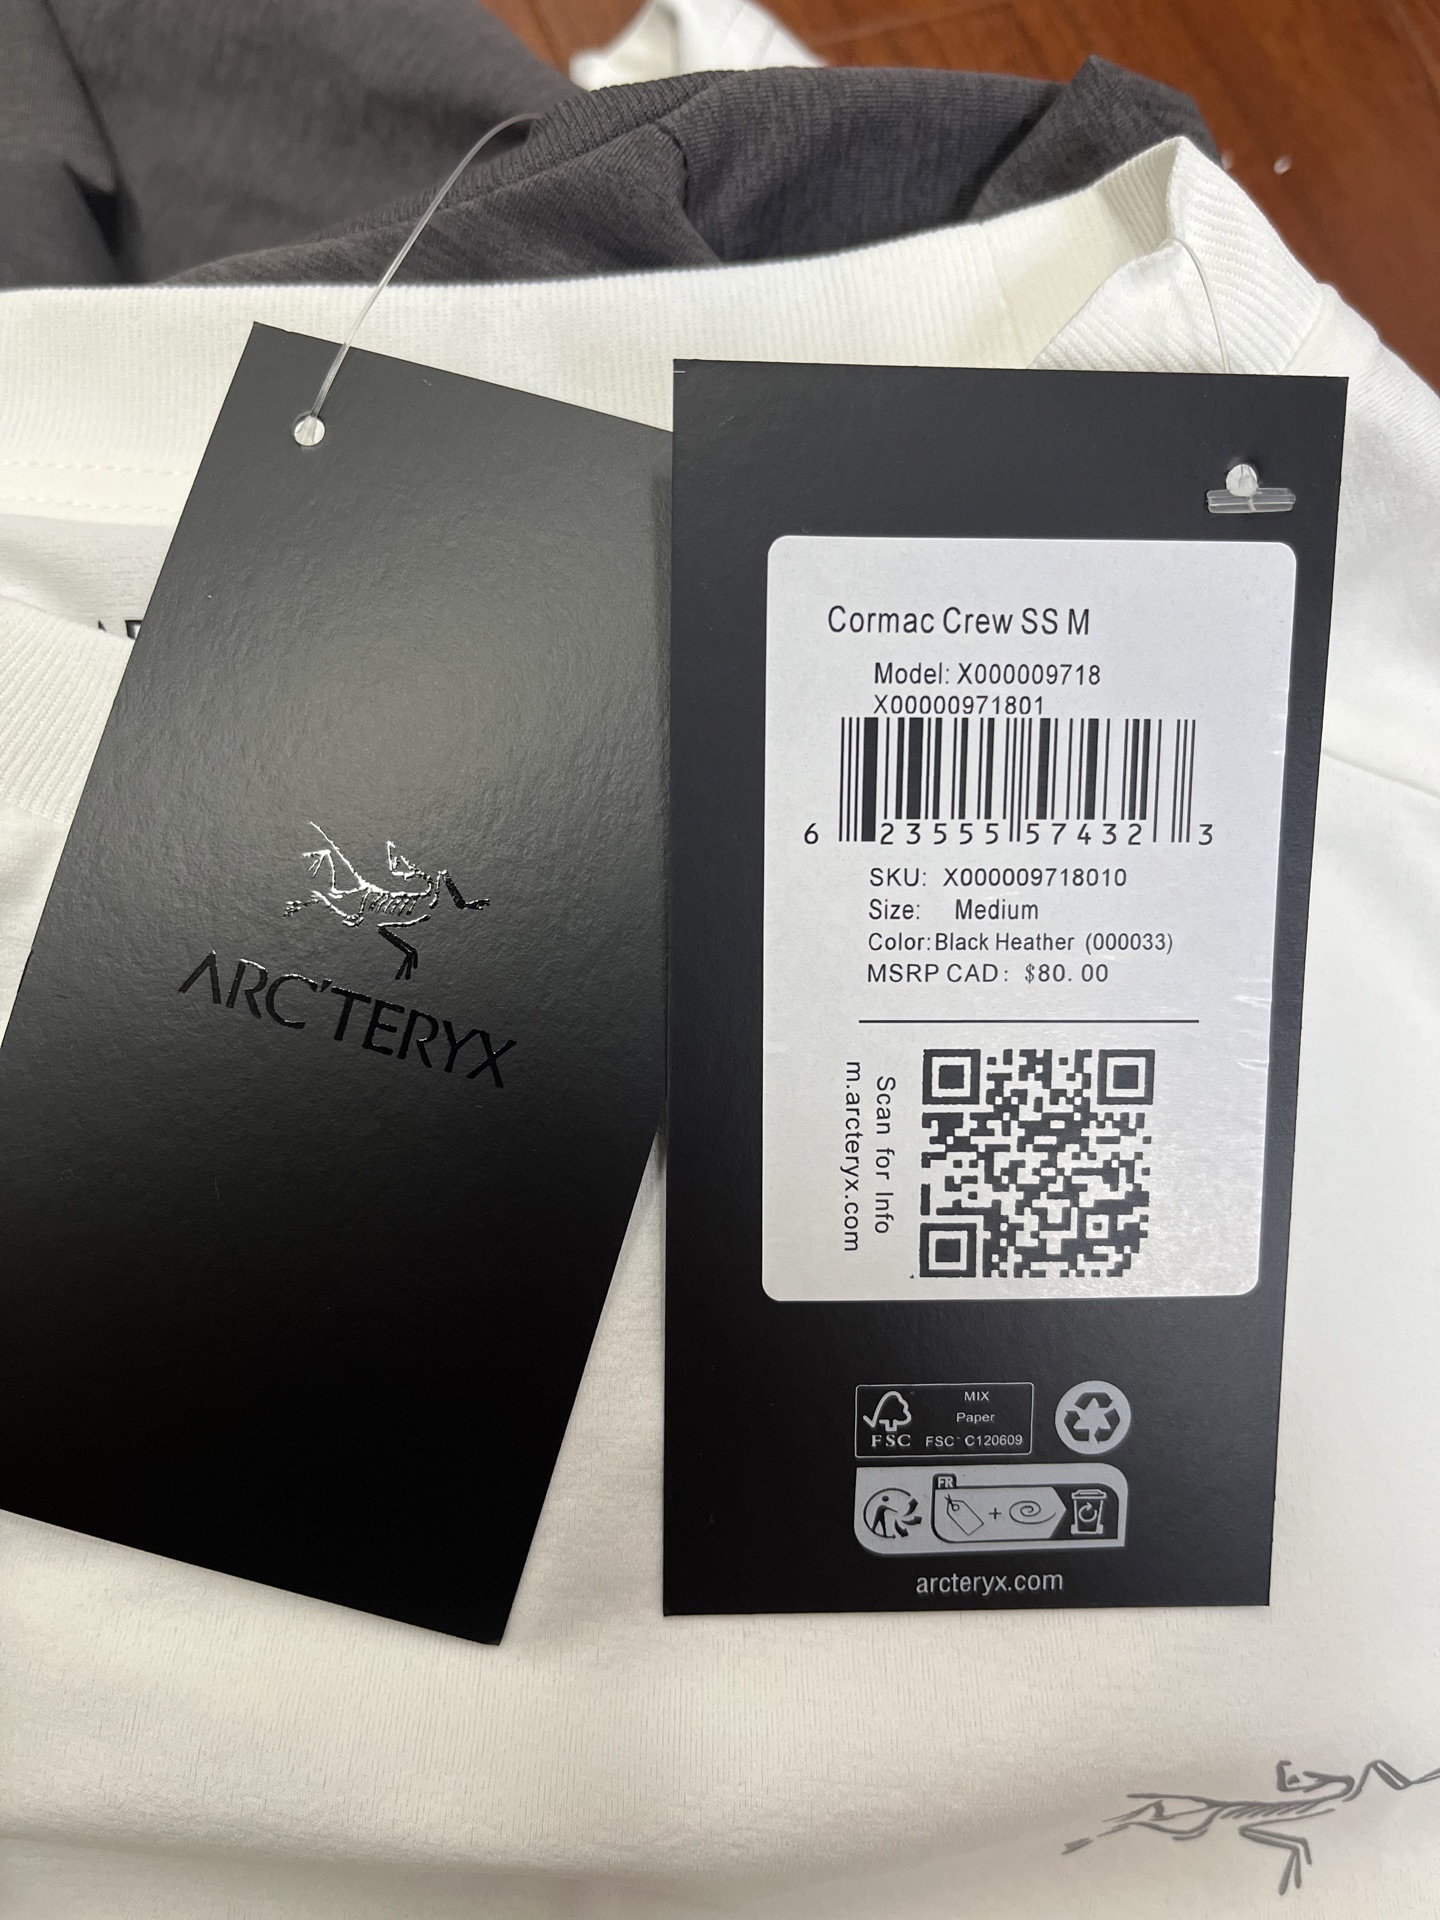 ARC'TERYX
Cormac Crew SS M
Model: X000009718
X00000971801
6 23555 57432 3
SKU: X000009718010
Size: Medium
Color: Black Heather (000033)
MSRP CAD: $80.00
Scan for Info
m.arcteryx.com
MIX
Paper
FSC FSC™ C120609
FR
arcteryx.com